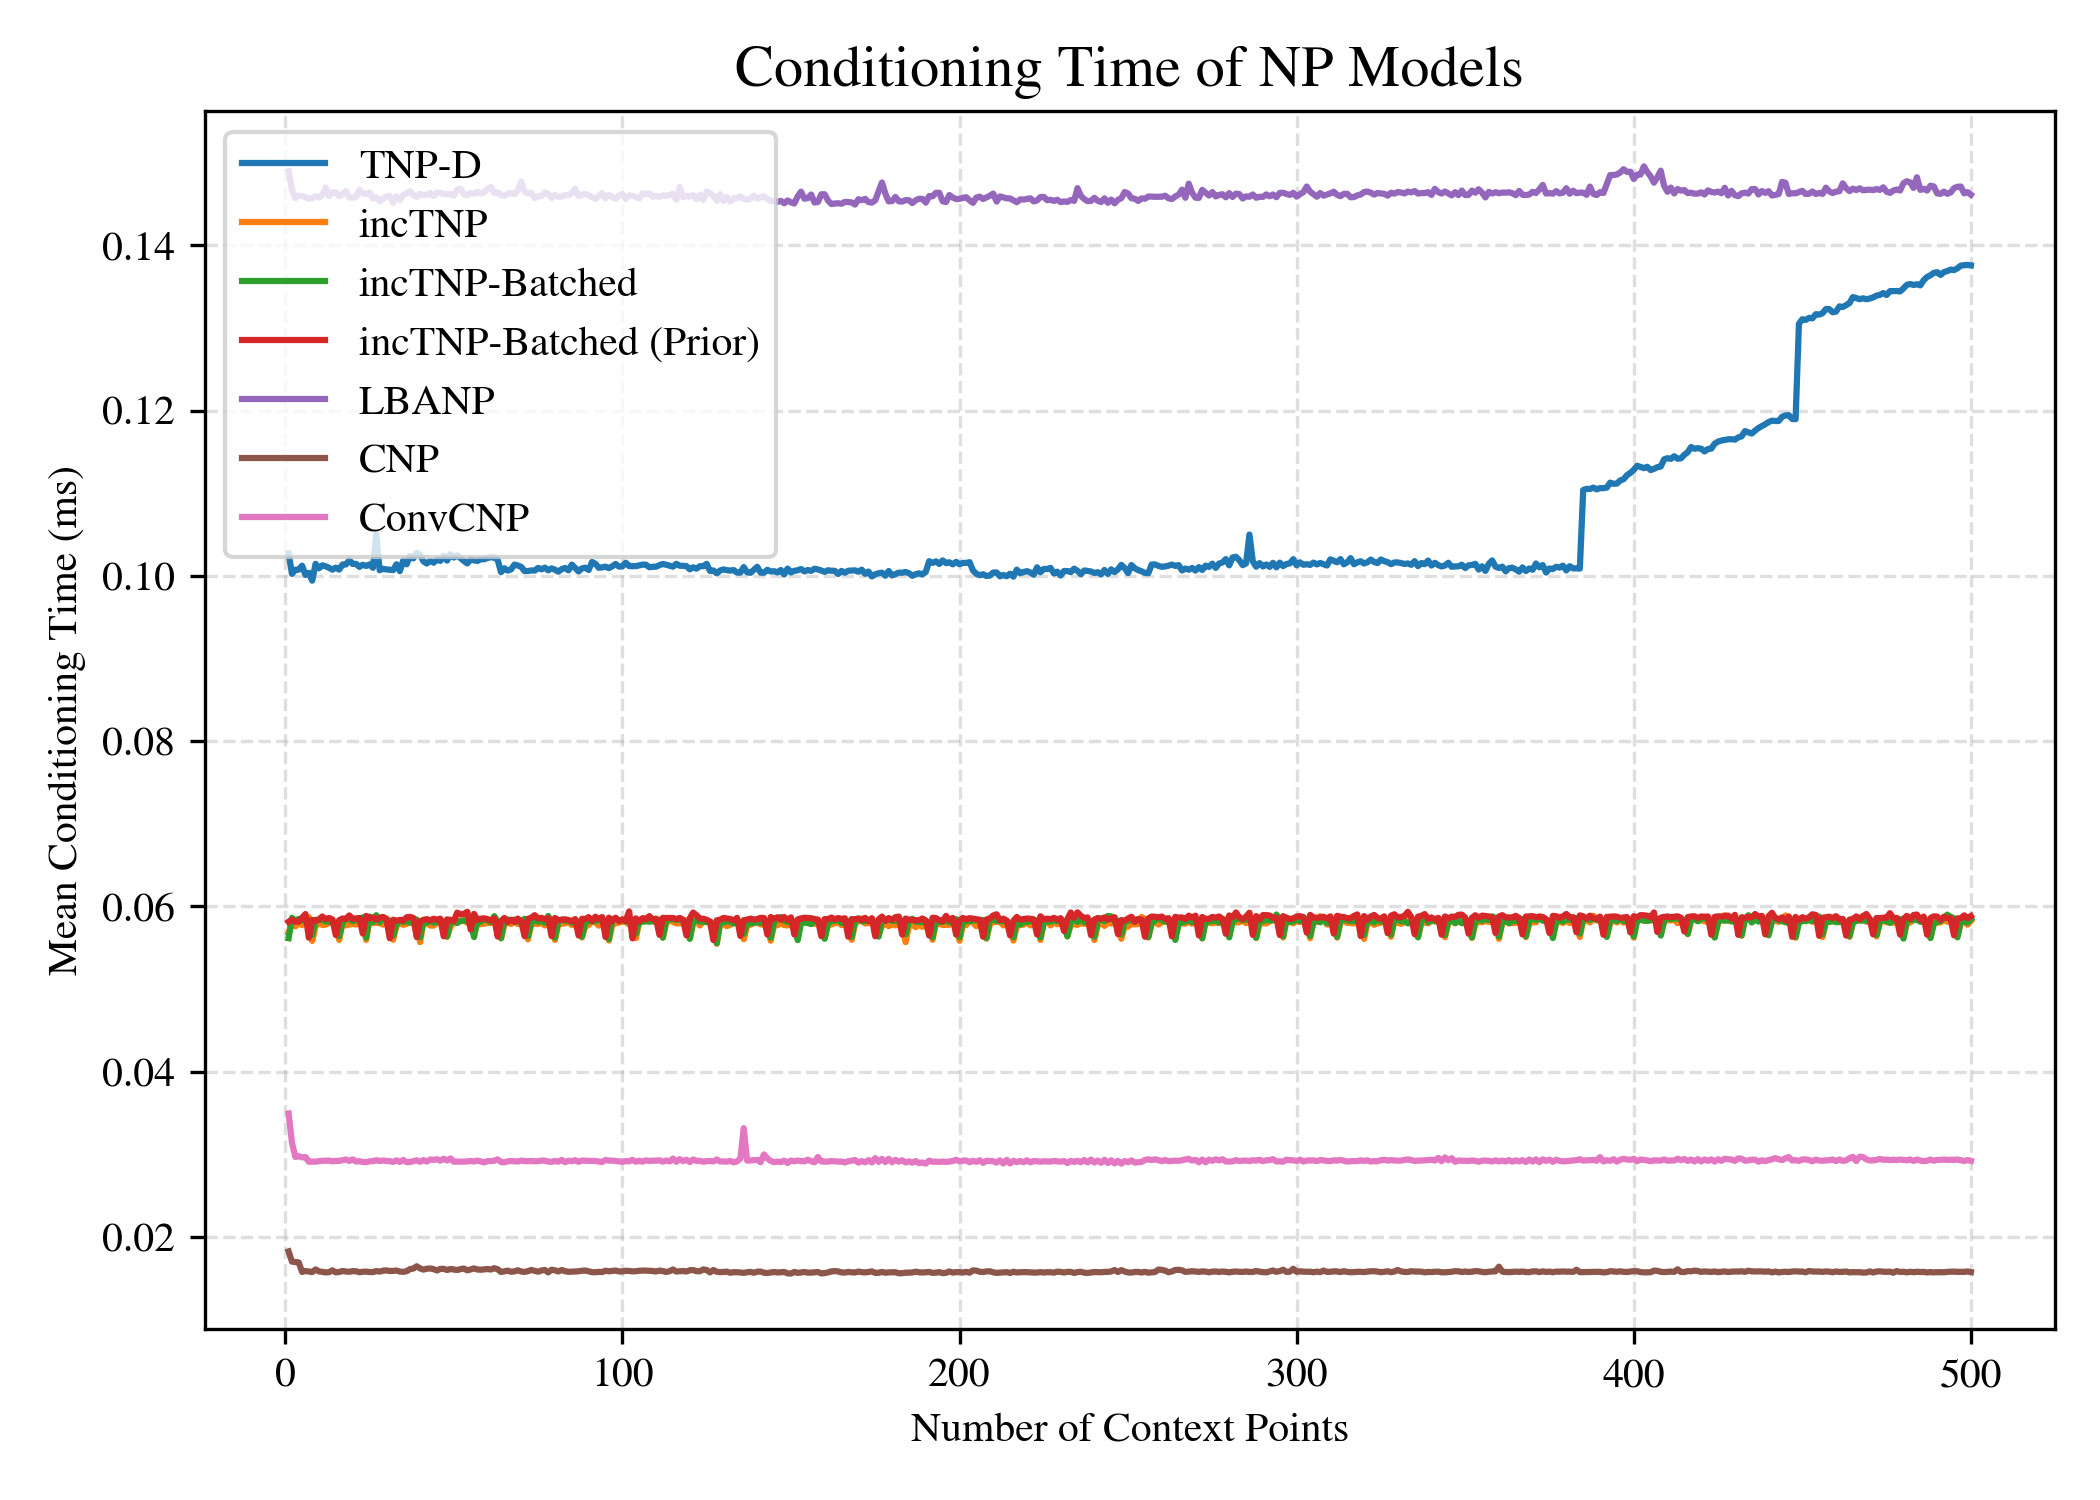 Conditioning Time of NP Models
TNP-D
incTNP
incTNP-Batched
incTNP-Batched (Prior)
LBANP
CNP
ConvCNP
Mean Conditioning Time (ms)
0.14
0.12
0.10
0.08
0.06
0.04
0.02
0 100 200 300 400 500
Number of Context Points